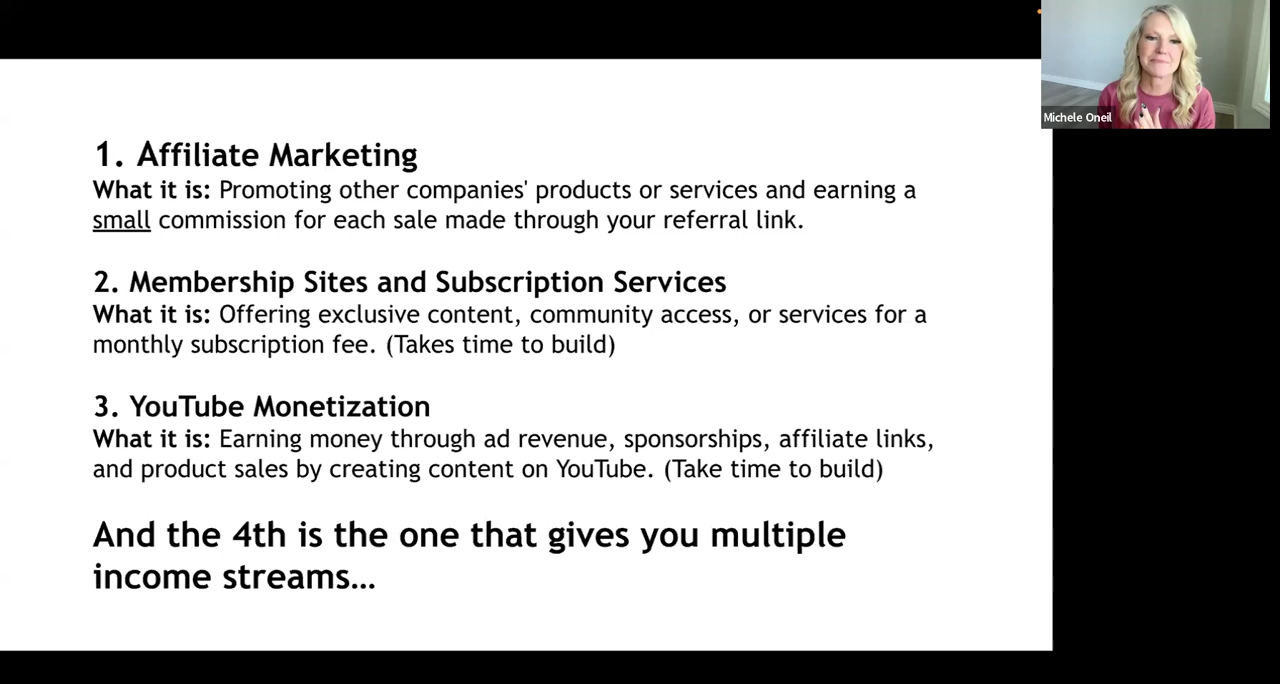 Michele Oneil
1. Affiliate Marketing
What it is: Promoting other companies' products or services and earning a
small commission for each sale made through your referral link.
2. Membership Sites and Subscription Services
What it is: Offering exclusive content, community access, or services for a
monthly subscription fee. (Takes time to build)
3. YouTube Monetization
What it is: Earning money through ad revenue, sponsorships, affiliate links,
and product sales by creating content on YouTube. (Take time to build)
And the 4th is the one that gives you multiple
income streams...